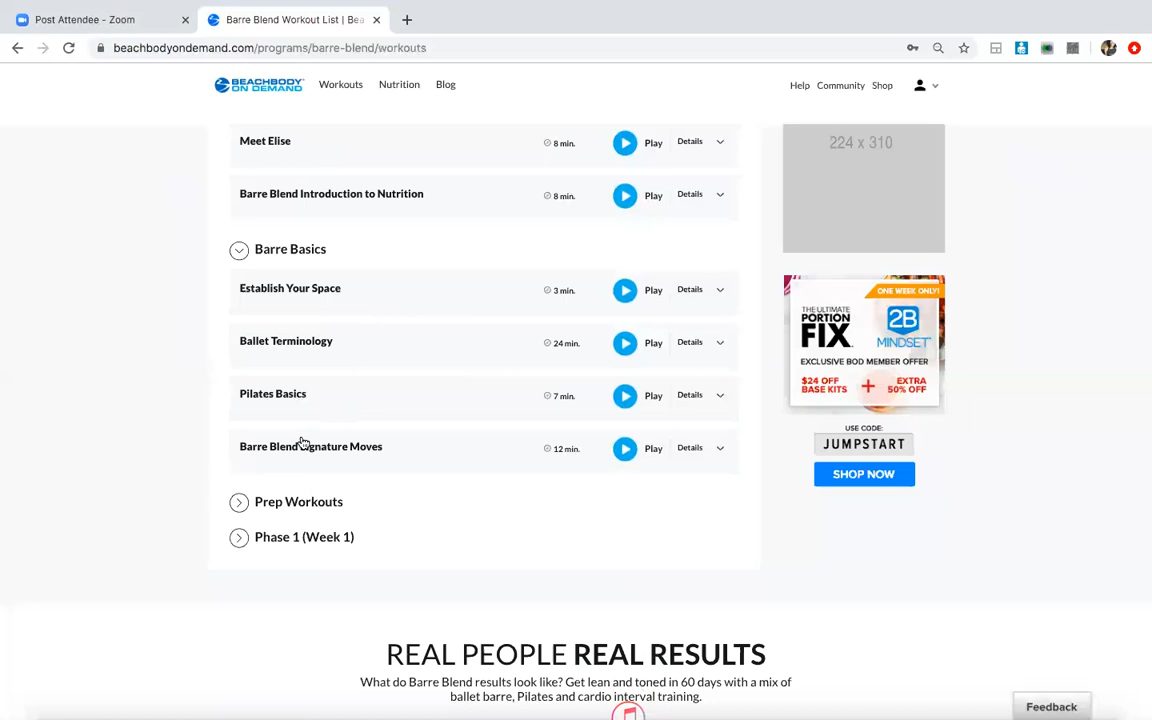 Post Attendee - Zoom
Barre Blend Workout List | Bea
beachbodyondemand.com/programs/barre-blend/workouts
BEACHBODY
ON DEMAND
Workouts
Nutrition
Blog
Help
Community
Shop
Meet Elise
8 min.
Play
Details
224 x 310
Barre Blend Introduction to Nutrition
8 min.
Play
Details
Barre Basics
Establish Your Space
3 min.
Play
Details
Ballet Terminology
24 min.
Play
Details
Pilates Basics
7 min.
Play
Details
Barre Blend Signature Moves
12 min.
Play
Details
Prep Workouts
Phase 1 (Week 1)
ONE WEEK ONLY!
THE ULTIMATE
PORTION
FIX
2B
MINDSET
EXCLUSIVE BOD MEMBER OFFER
$24 OFF
BASE KITS
+
EXTRA
50% OFF
USE CODE:
JUMPSTART
SHOP NOW
REAL PEOPLE REAL RESULTS
What do Barre Blend results look like? Get lean and toned in 60 days with a mix of
ballet barre, Pilates and cardio interval training.
Feedback